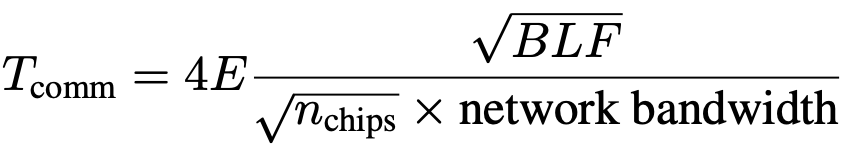 T_comm = 4E √(BLF) / (√(n_chips) × network bandwidth)